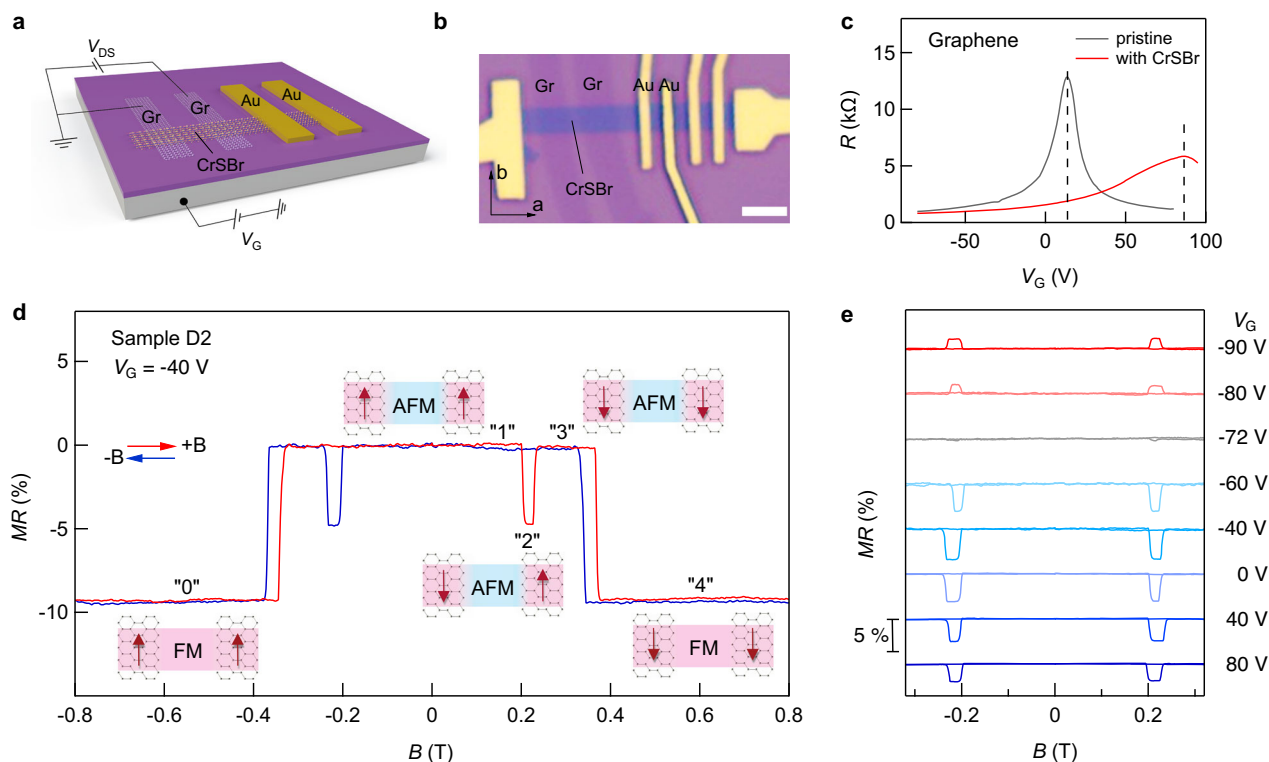 a
V_DS
Gr
Gr
Au
Au
CrSBr
V_G
b
Gr
Gr
Au
Au
CrSBr
b
a
c
Graphene
pristine
with CrSBr
R (kΩ)
15
10
5
0
-50
0
50
100
V_G (V)
d
Sample D2
V_G = -40 V
+B
-B
AFM
AFM
"1"
"3"
"2"
AFM
"0"
"4"
FM
FM
MR (%)
5
0
-5
-10
-15
-0.8
-0.6
-0.4
-0.2
0
0.2
0.4
0.6
0.8
B (T)
e
V_G
-90 V
-80 V
-72 V
-60 V
-40 V
0 V
40 V
80 V
MR (%)
5 %
-0.2
0
0.2
B (T)